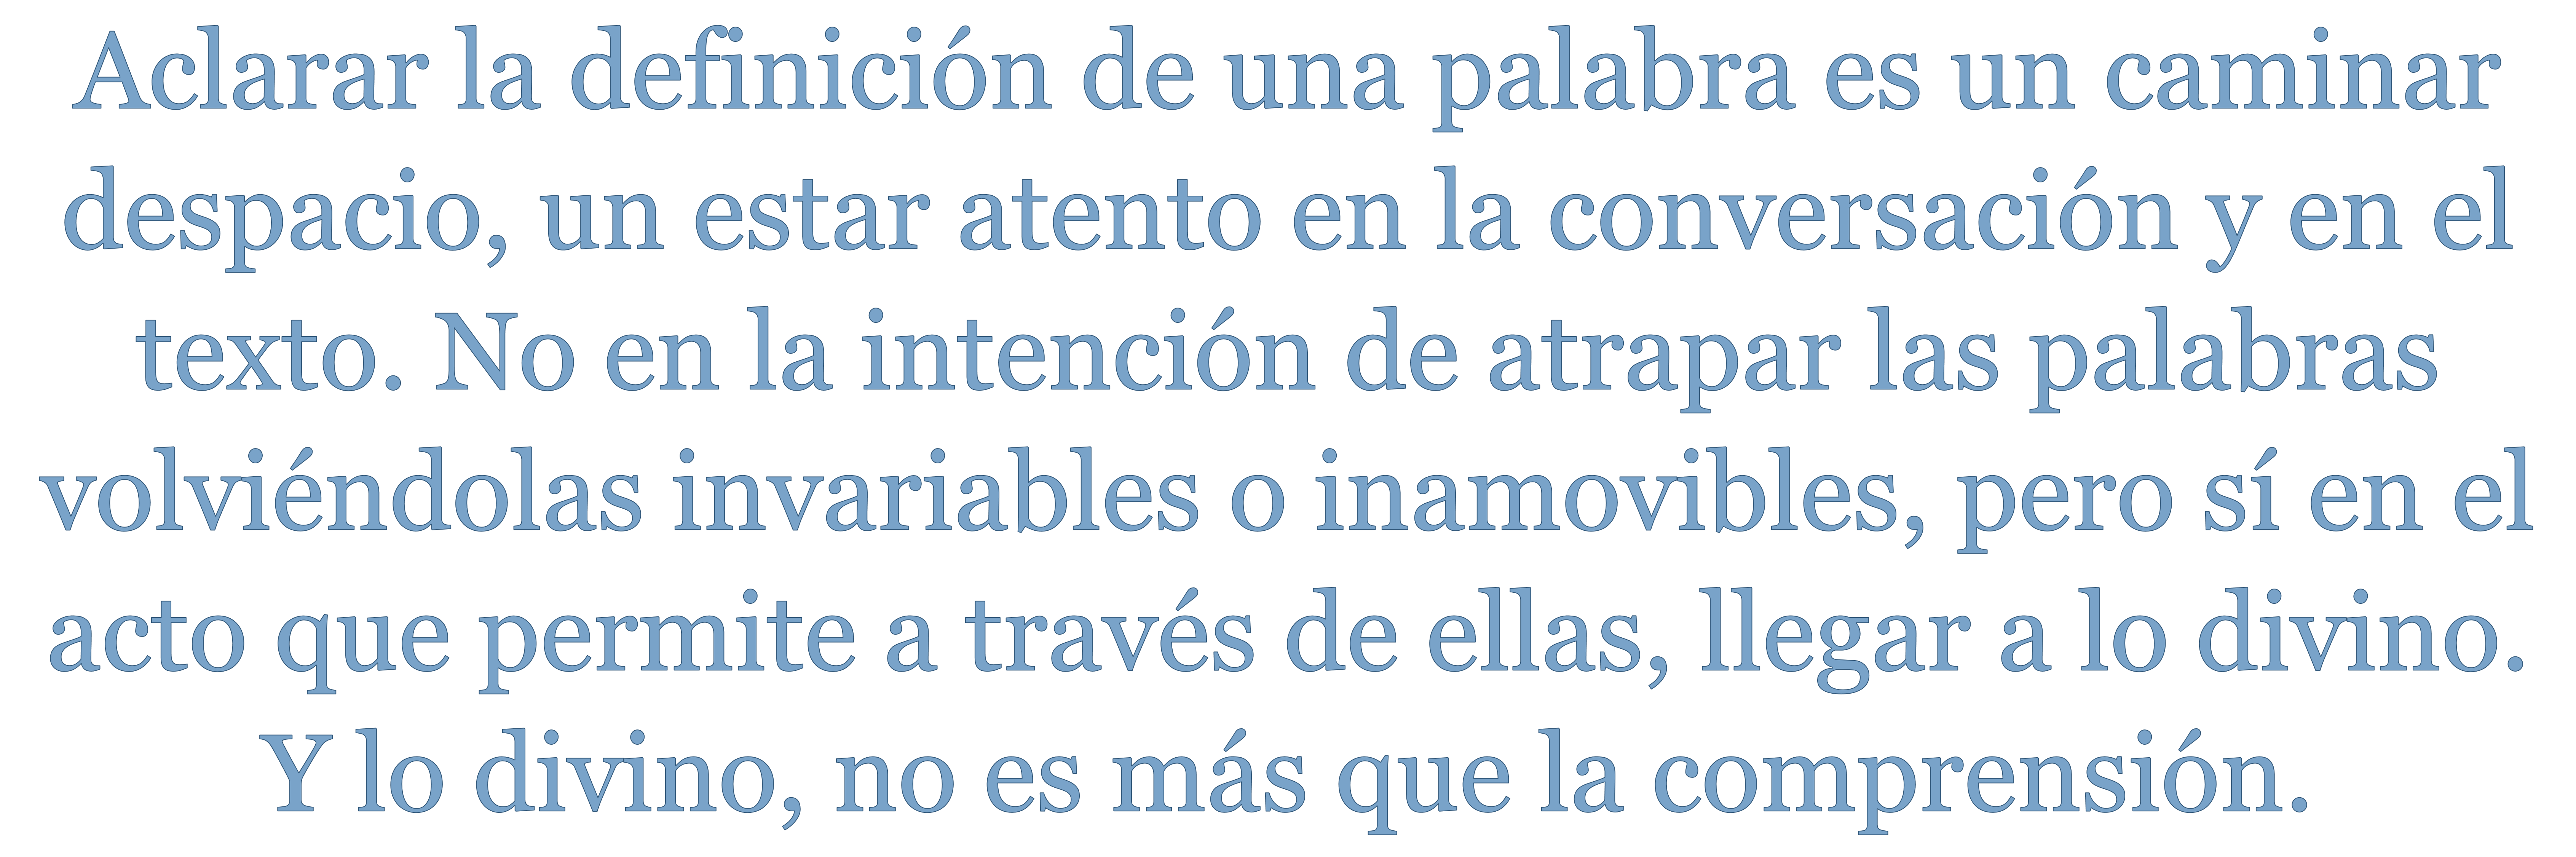 Aclarar la definición de una palabra es un caminar
despacio, un estar atento en la conversación y en el
texto. No en la intención de atrapar las palabras
volviéndolas invariables o inamovibles, pero sí en el
acto que permite a través de ellas, llegar a lo divino.
Y lo divino, no es más que la comprensión.